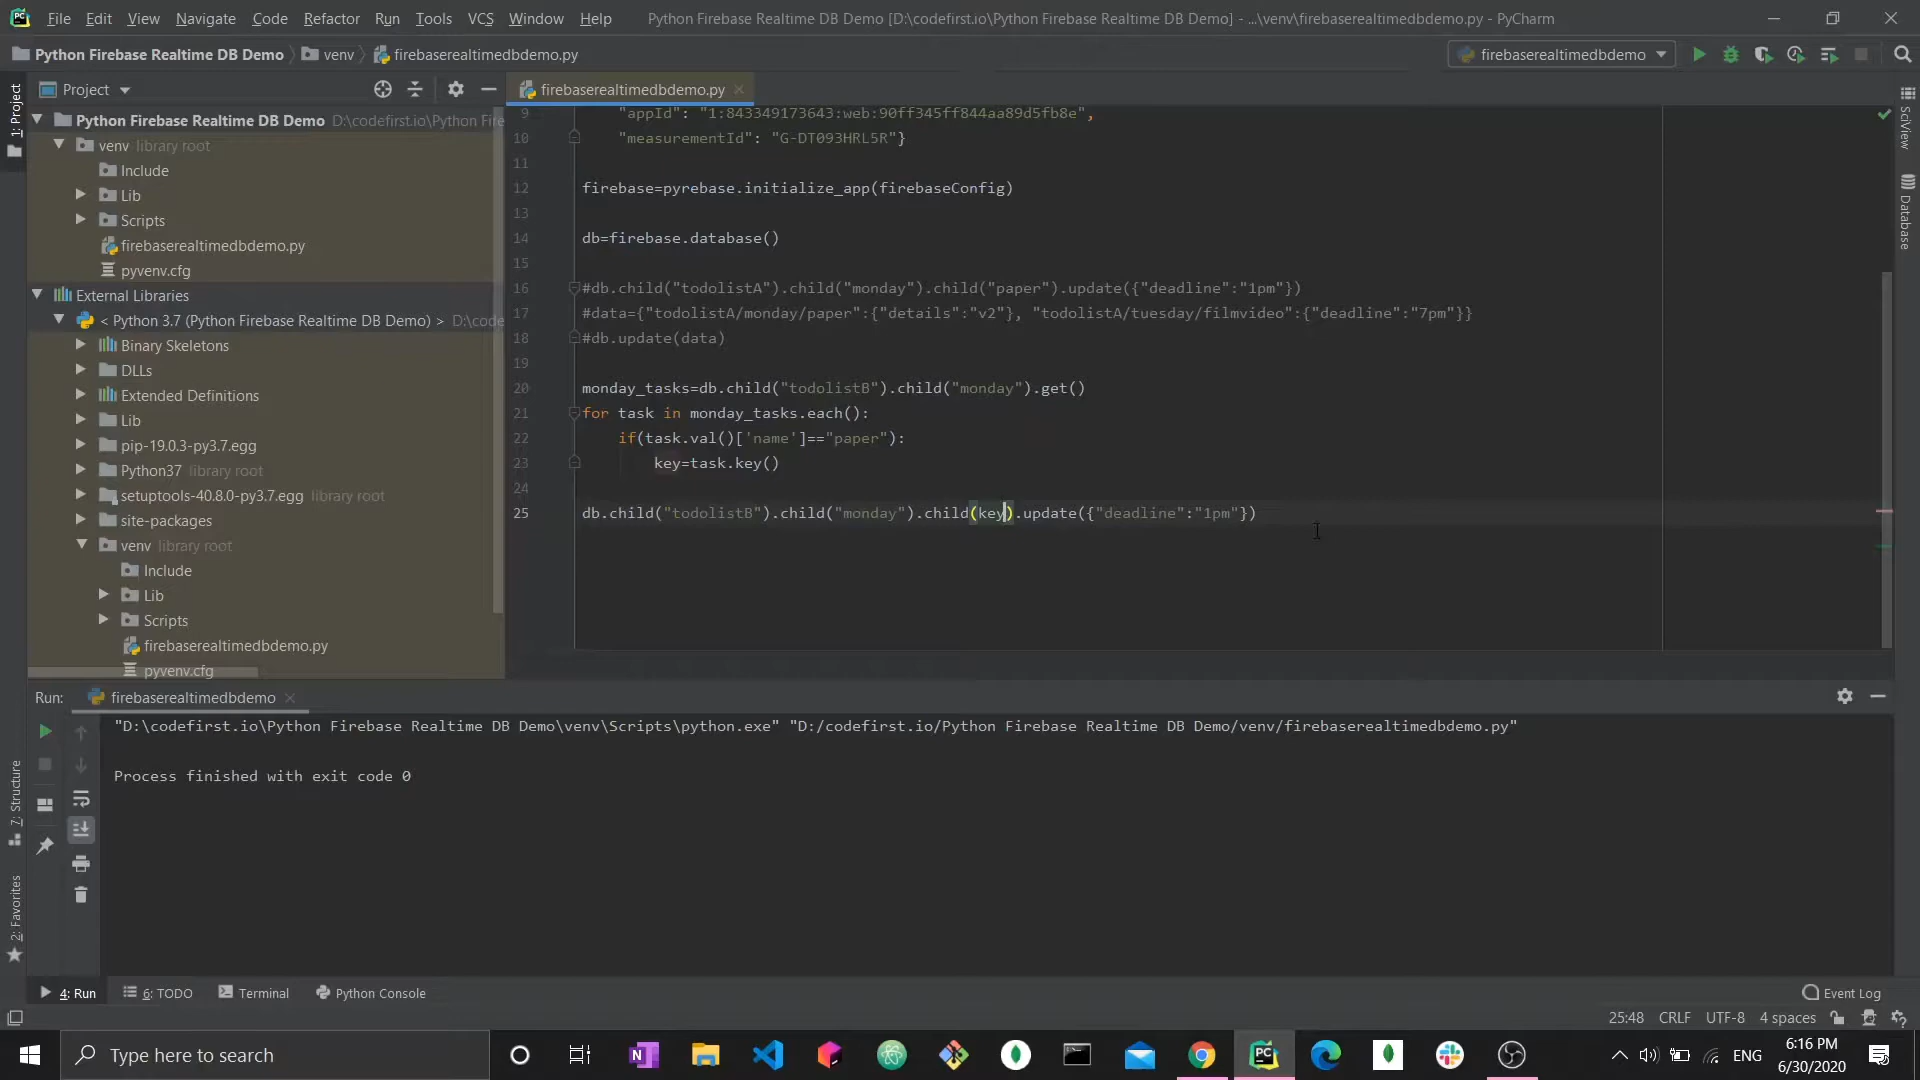 File Edit View Navigate Code Refactor Run Tools VCS Window Help Python Firebase Realtime DB Demo [D:\codefirst.io\Python Firebase Realtime DB Demo] - ...\venv\firebaserealtimedbdemo.py - PyCharm
Python Firebase Realtime DB Demo venv firebaserealtimedbdemo.py firebaserealtimedbdemo
1: Project
Project
Python Firebase Realtime DB Demo D:\codefirst.io\Python Fire
venv library root
Include
Lib
Scripts
firebaserealtimedbdemo.py
pyvenv.cfg
External Libraries
< Python 3.7 (Python Firebase Realtime DB Demo) > D:\code
Binary Skeletons
DLLs
Extended Definitions
Lib
pip-19.0.3-py3.7.egg
Python37 library root
setuptools-40.8.0-py3.7.egg library root
site-packages
venv library root
Include
Lib
Scripts
firebaserealtimedbdemo.py
pyvenv.cfg
firebaserealtimedbdemo.py
9 "appId": "1:843349173643:web:90ff345ff844aa89d5fb8e",
10 "measurementId": "G-DT093HRL5R"}
11
12 firebase=pyrebase.initialize_app(firebaseConfig)
13
14 db=firebase.database()
15
16 #db.child("todolistA").child("monday").child("paper").update({"deadline":"1pm"})
17 #data={"todolistA/monday/paper":{"details":"v2"}, "todolistA/tuesday/filmvideo":{"deadline":"7pm"}}
18 #db.update(data)
19
20 monday_tasks=db.child("todolistB").child("monday").get()
21 for task in monday_tasks.each():
22 if(task.val()['name']=="paper"):
23 key=task.key()
24
25 db.child("todolistB").child("monday").child(key).update({"deadline":"1pm"})
SciView
Database
Run: firebaserealtimedbdemo
"D:\codefirst.io\Python Firebase Realtime DB Demo\venv\Scripts\python.exe" "D:/codefirst.io/Python Firebase Realtime DB Demo/venv/firebaserealtimedbdemo.py"
Process finished with exit code 0
7: Structure
2: Favorites
4: Run 6: TODO Terminal Python Console Event Log
25:48 CRLF UTF-8 4 spaces
Type here to search
ENG
6:16 PM
6/30/2020